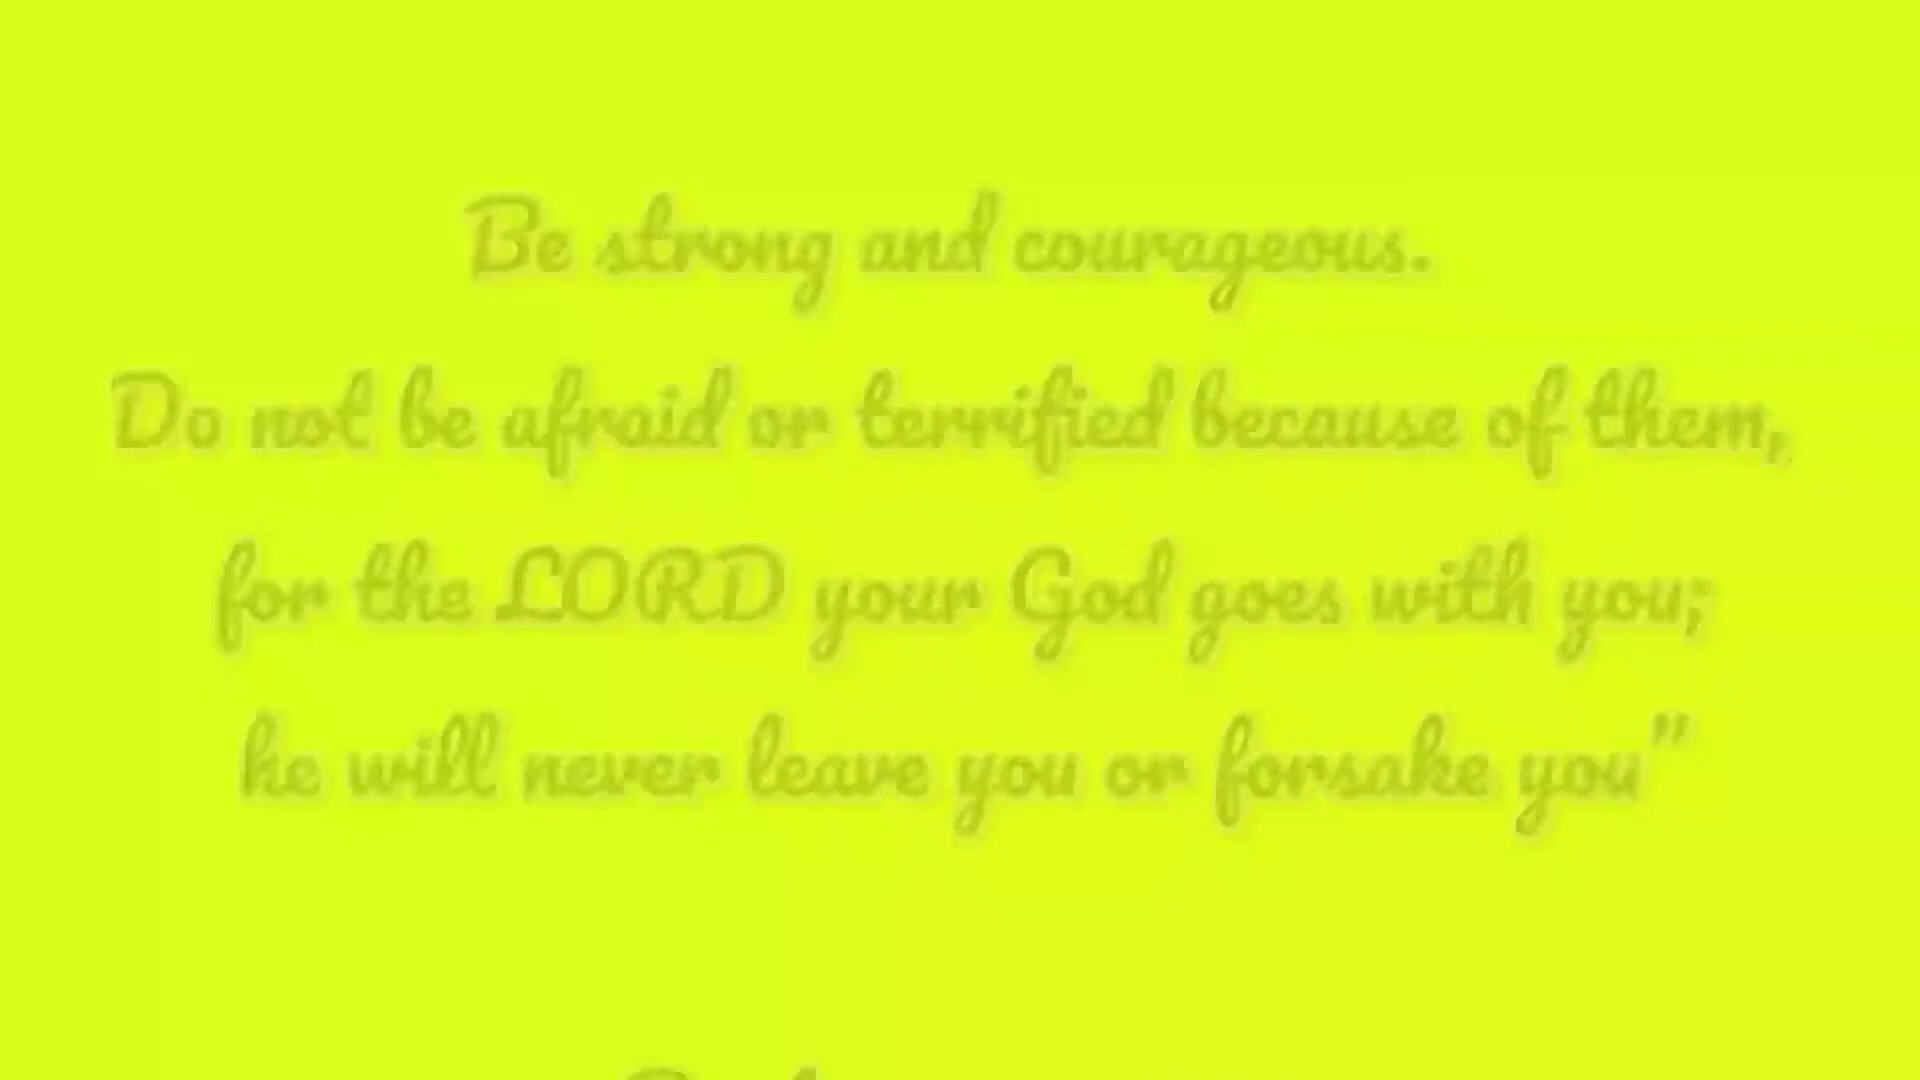 Be strong and courageous.
Do not be afraid or terrified because of them,
for the LORD your God goes with you;
he will never leave you or forsake you"